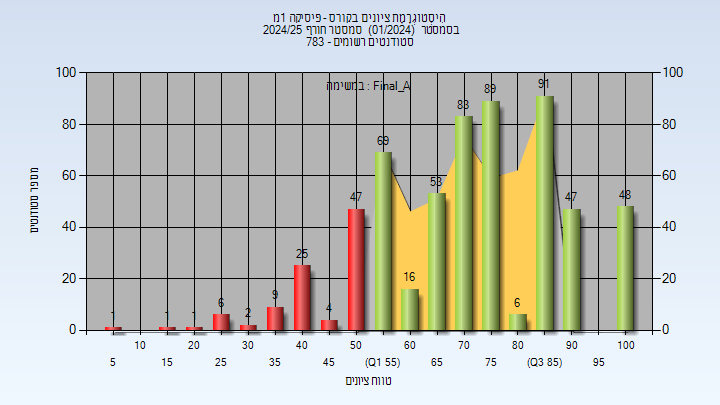 היסטוגרמת ציונים בקורס - פיסיקה 1מ
בסמסטר (01/2024) סמסטר חורף 2024/25
סטודנטים רשומים - 783
במשימה : Final_A
100 100
80 80
60 60
40 40
20 20
0 0
מספר סטודנטים
1 1 1 6 2 9 25 4 47 69 16 53 83 89 6 91 47 48
10 20 30 40 50 60 70 80 90 100
5 15 25 35 45 (Q1 55) 65 75 (Q3 85) 95
טווח ציונים